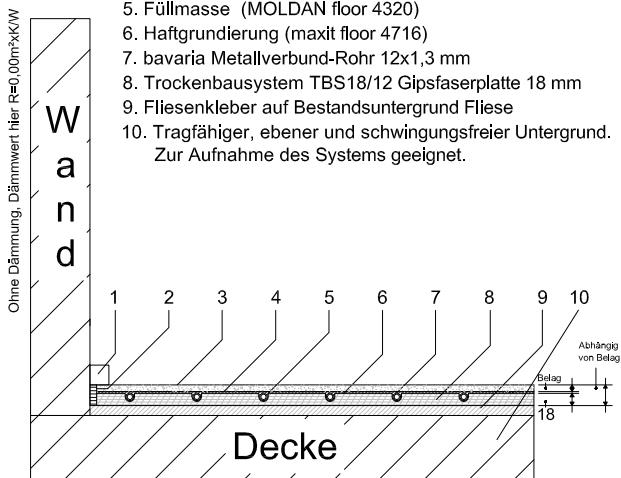 5. Füllmasse (MOLDAN floor 4320)
6. Haftgrundierung (maxit floor 4716)
7. bavaria Metallverbund-Rohr 12x1,3 mm
8. Trockenbausystem TBS18/12 Gipsfaserplatte 18 mm
9. Fliesenkleber auf Bestandsuntergrund Fliese
10. Tragfähiger, ebener und schwingungsfreier Untergrund.
Zur Aufnahme des Systems geeignet.
Ohne Dämmung, Dämmwert hier R=0,00m²xK/W
Wand
1 2 3 4 5 6 7 8 9 10
Abhängig
von Belag
Belag
18
Decke